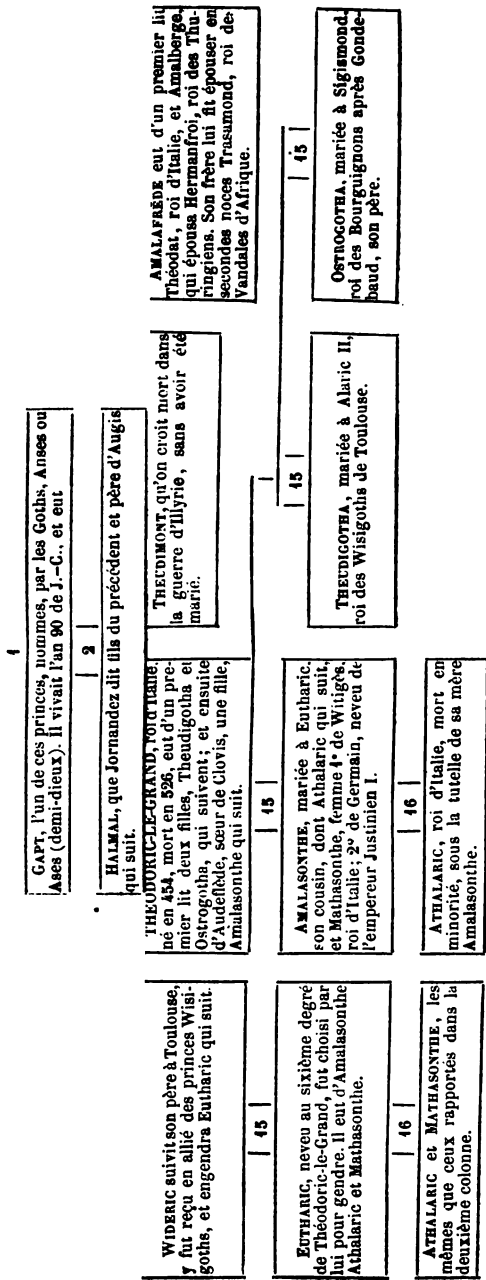 1
GAPT, l'un de ces princes, nommes, par les Goths, Anses ou
Ases (demi-dieux). Il vivait l'an 90 de J.-C., et eut
2
HALMAL, que Jornandez dit fils du précédent et père d'Augis
qui suit.
WIDERIC suivit son père à Toulouse,
y fut reçu en allié des princes Wisi-
goths, et engendra Eutharic qui suit.
THEODORIC-LE-GRAND, roi d'Italie.
né en 454, mort en 526, eut d'un pre-
mier lit deux filles, Theudigotha et
Ostrogotha, qui suivent; et ensuite
d'Audeflède, sœur de Clovis, une fille,
Amalasonthe qui suit.
THEUDIMONT, qu'on croit mort dans
la guerre d'Illyrie, sans avoir été
marié.
AMALAFRÈDE eut d'un premier lit
Théodat, roi d'Italie, et Amalberge,
qui épousa Hermanfroi, roi des Thu-
ringiens. Son frère lui fit épouser en
secondes noces Trasamond, roi de
Vandales d'Afrique.
15
15
15
15
EUTHARIC, neveu au sixième degré
de Théodoric-le-Grand, fut choisi par
lui pour gendre. Il eut d'Amalasonthe
Athalaric et Mathasonthe.
AMALASONTHE, mariée à Eutharic.
son cousin, dont Athalaric qui suit,
et Mathasonthe, femme 1° de Witigès,
roi d'Italie; 2° de Germain, neveu de
l'empereur Justinien I.
THEUDIGOTHA, mariée à Alaric II,
roi des Wisigoths de Toulouse.
OSTROGOTHA, mariée à Sigismond,
roi des Bourguignons après Gonde-
baud, son père.
16
16
ATHALARIC et MATHASONTHE, les
mêmes que ceux rapportés dans la
deuxième colonne.
ATHALARIC, roi d'Italie, mort en
minorité, sous la tutelle de sa mère
Amalasonthe.